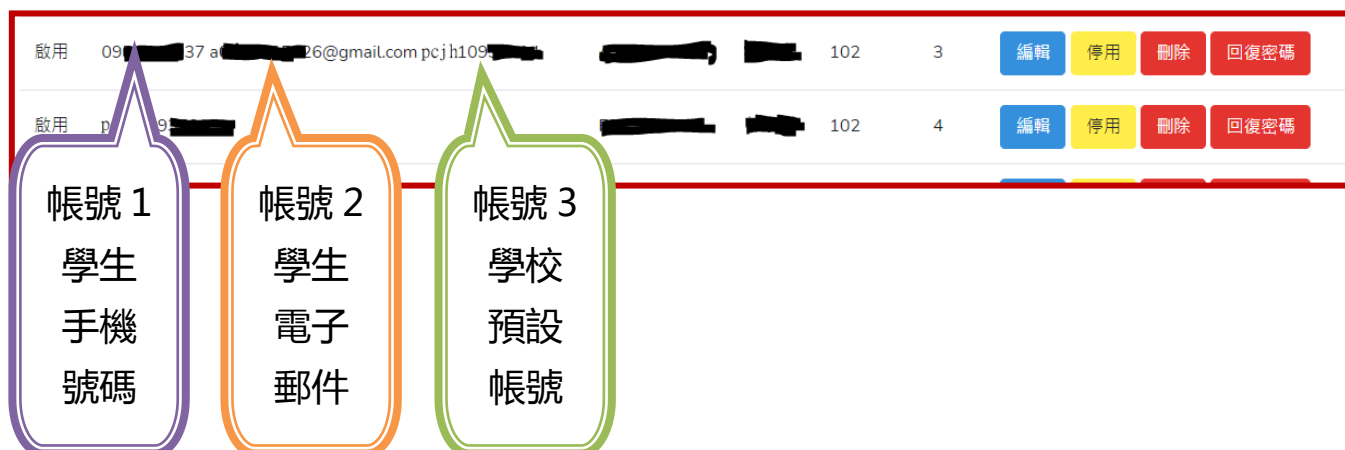 啟用 09 37 a 26@gmail.com pcjh109 102 3 編輯 停用 刪除 回復密碼
啟用 p 9 102 4 編輯 停用 刪除 回復密碼
帳號 1
學生
手機
號碼
帳號 2
學生
電子
郵件
帳號 3
學校
預設
帳號